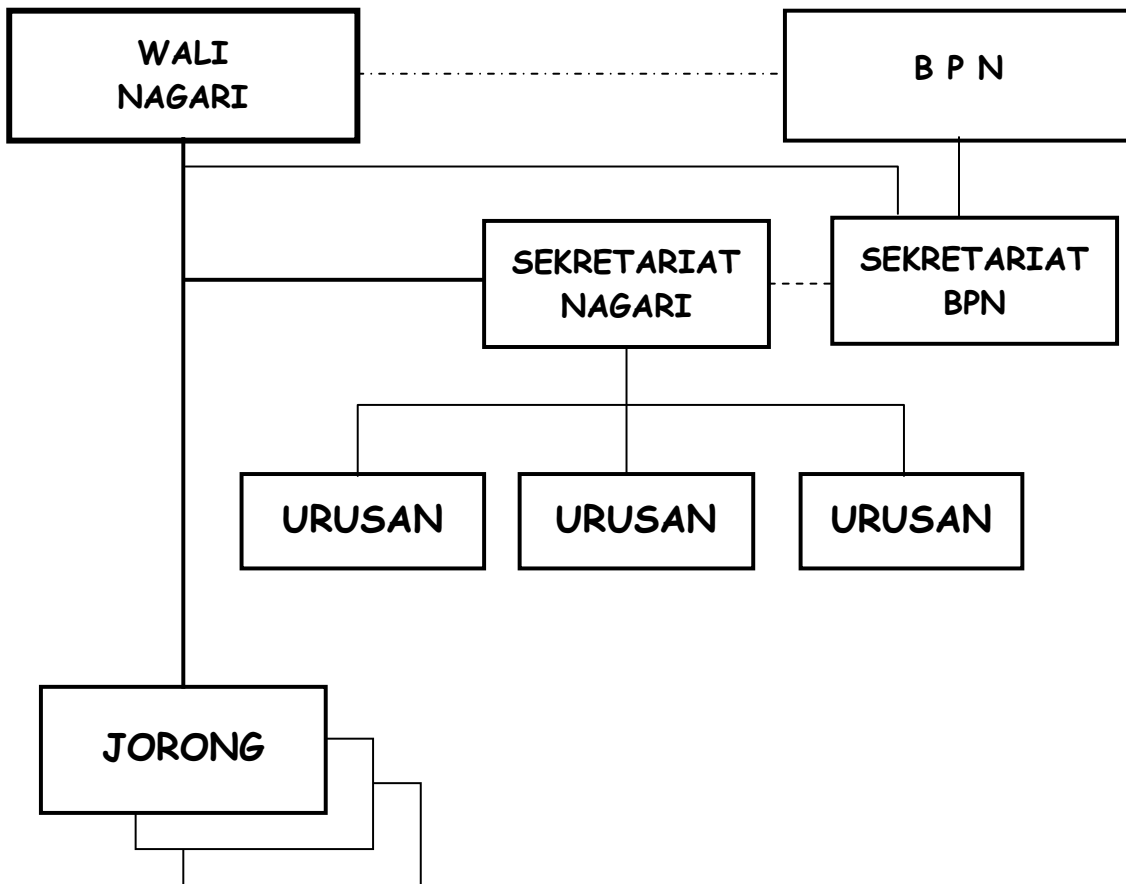 WALI
NAGARI
B P N
SEKRETARIAT
NAGARI
SEKRETARIAT
BPN
URUSAN
URUSAN
URUSAN
JORONG